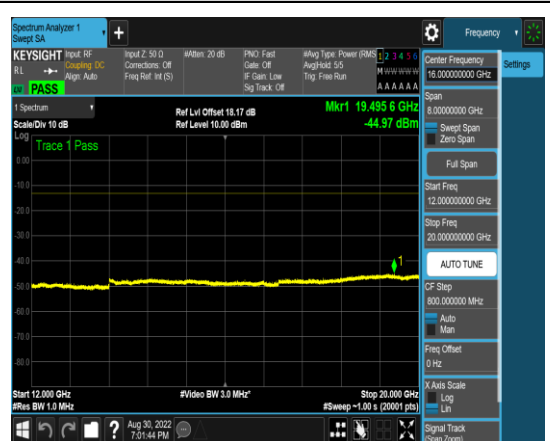 Spectrum Analyzer 1
Swept SA
+
Frequency
KEYSIGHT
RL
PASS
Input: RF
Coupling: DC
Align: Auto
Input Z: 50 Ω
Corrections: Off
Freq Ref: Int (S)
#Atten: 20 dB
PNO: Fast
Gate: Off
IF Gain: Low
Sig Track: Off
#Avg Type: Power (RMS
Avg|Hold: 5/5
Trig: Free Run
1 2 3 4 5 6
M W W W W W
A A A A A A
1 Spectrum
Scale/Div 10 dB
Ref Lvl Offset 18.17 dB
Ref Level 10.00 dBm
Mkr1 19.495 6 GHz
-44.97 dBm
Log
Trace 1 Pass
0.00
-10.0
-20.0
-30.0
-40.0
-50.0
-60.0
-70.0
-80.0
1
Start 12.000 GHz
#Res BW 1.0 MHz
#Video BW 3.0 MHz*
Stop 20.000 GHz
#Sweep ~1.00 s (20001 pts)
?
Aug 30, 2022
7:01:44 PM
Center Frequency
16.00000000 GHz
Settings
Span
8.00000000 GHz
Swept Span
Zero Span
Full Span
Start Freq
12.000000000 GHz
Stop Freq
20.000000000 GHz
AUTO TUNE
CF Step
800.000000 MHz
Auto
Man
Freq Offset
0 Hz
X Axis Scale
Log
Lin
Signal Track
(Span Zoom)